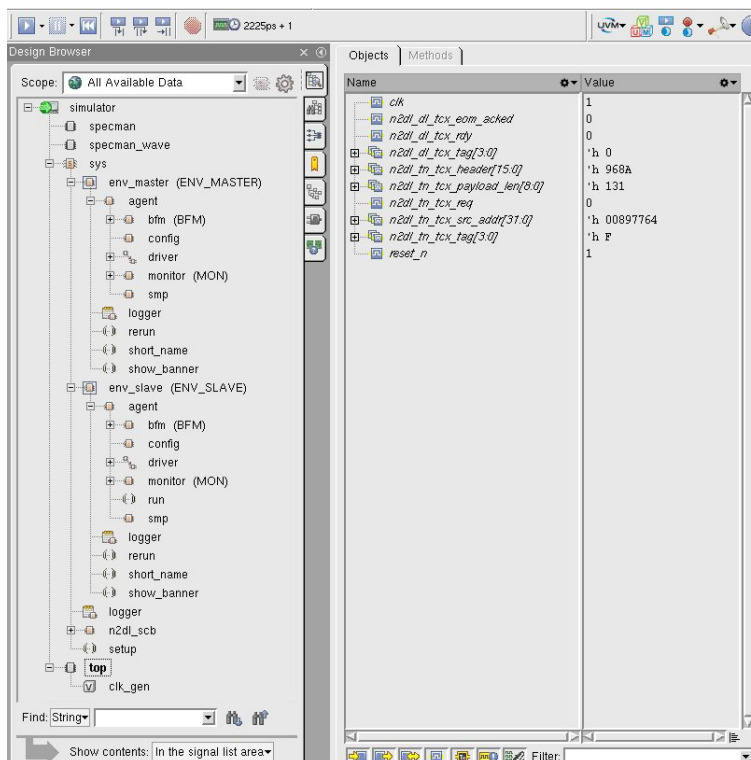 2225ps + 1
UVM
Design Browser
Scope: All Available Data
simulator
specman
specman_wave
sys
env_master (ENV_MASTER)
agent
bfm (BFM)
config
driver
monitor (MON)
smp
logger
rerun
short_name
show_banner
env_slave (ENV_SLAVE)
agent
bfm (BFM)
config
driver
monitor (MON)
run
smp
logger
rerun
short_name
show_banner
logger
n2dl_scb
setup
top
clk_gen
Find: String
Show contents: In the signal list area
Objects Methods
Name Value
clk 1
n2dl_dl_tcx_eom_acked 0
n2dl_dl_tcx_rdy 0
n2dl_dl_tcx_tag[3:0] 'h 0
n2dl_tn_tcx_header[15:0] 'h 968A
n2dl_tn_tcx_payload_len[8:0] 'h 131
n2dl_tn_tcx_req 0
n2dl_tn_tcx_src_addr[31:0] 'h 00897764
n2dl_tn_tcx_tag[3:0] 'h F
reset_n 1
Filter: